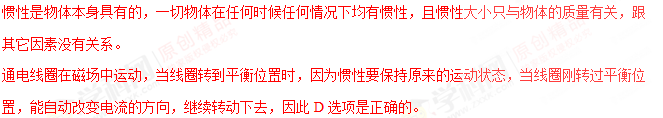 惯性是物体本身具有的，一切物体在任何时候任何情况下均有惯性，且惯性大小只与物体的质量有关，跟
其它因素没有关系。
通电线圈在磁场中运动，当线圈转到平衡位置时，因为惯性要保持原来的运动状态，当线圈刚转过平衡位
置，能自动改变电流的方向，继续转动下去，因此 D 选项是正确的。